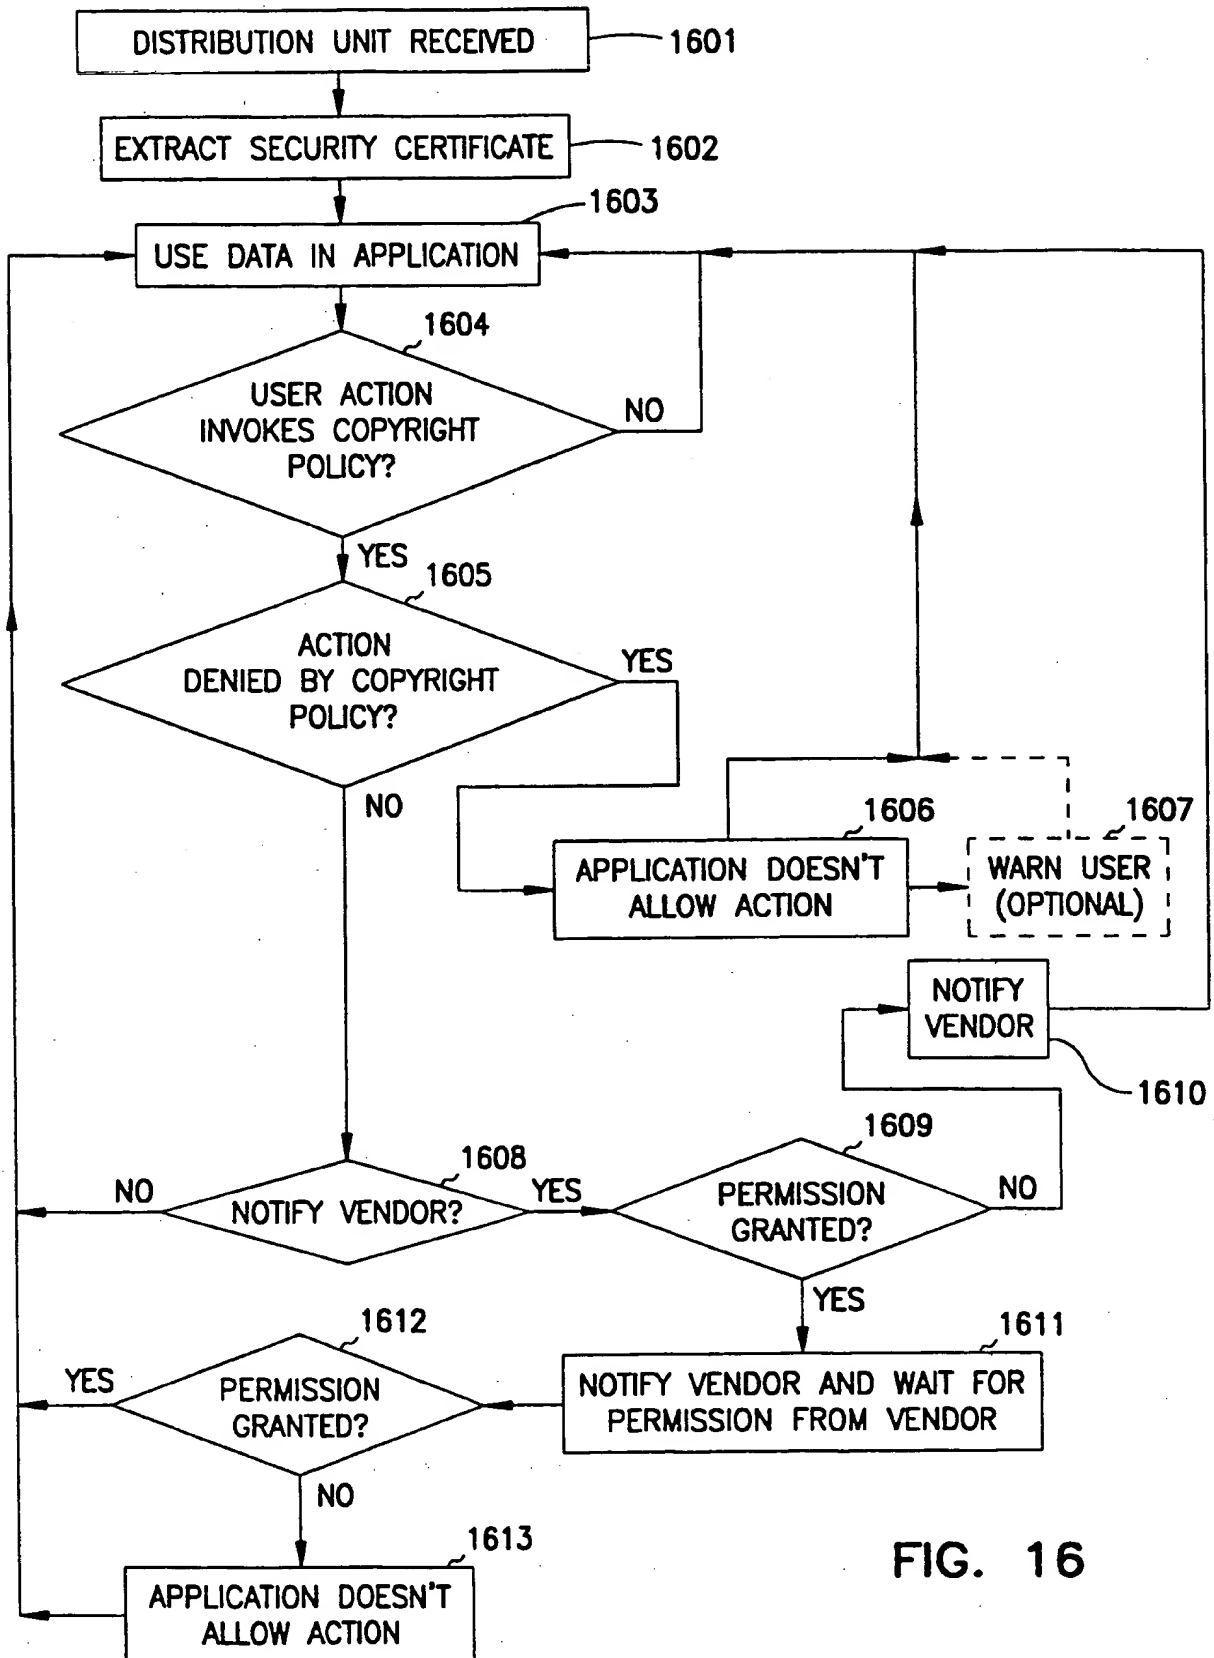 DISTRIBUTION UNIT RECEIVED
1601
EXTRACT SECURITY CERTIFICATE
1602
1603
USE DATA IN APPLICATION
1604
USER ACTION
INVOKES COPYRIGHT
POLICY?
NO
YES
1605
ACTION
DENIED BY COPYRIGHT
POLICY?
YES
NO
1606
1607
APPLICATION DOESN'T
ALLOW ACTION
WARN USER
(OPTIONAL)
NOTIFY
VENDOR
1610
1609
1608
NO
NOTIFY VENDOR?
YES
PERMISSION
GRANTED?
NO
YES
1612
1611
YES
PERMISSION
GRANTED?
NOTIFY VENDOR AND WAIT FOR
PERMISSION FROM VENDOR
NO
1613
APPLICATION DOESN'T
ALLOW ACTION
FIG. 16